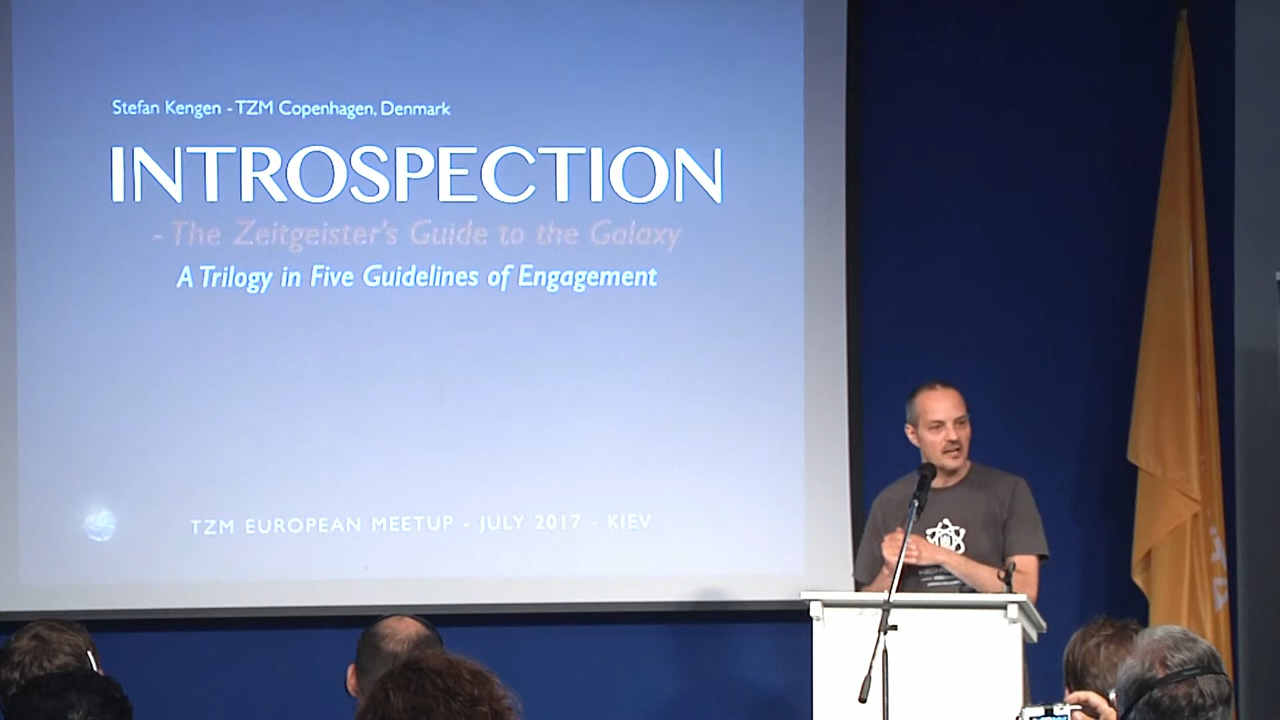 Stefan Kengen - TZM Copenhagen, Denmark
INTROSPECTION
- The Zeitgeister's Guide to the Galaxy
A Trilogy in Five Guidelines of Engagement
TZM EUROPEAN MEETUP - JULY 2017 - KIEV